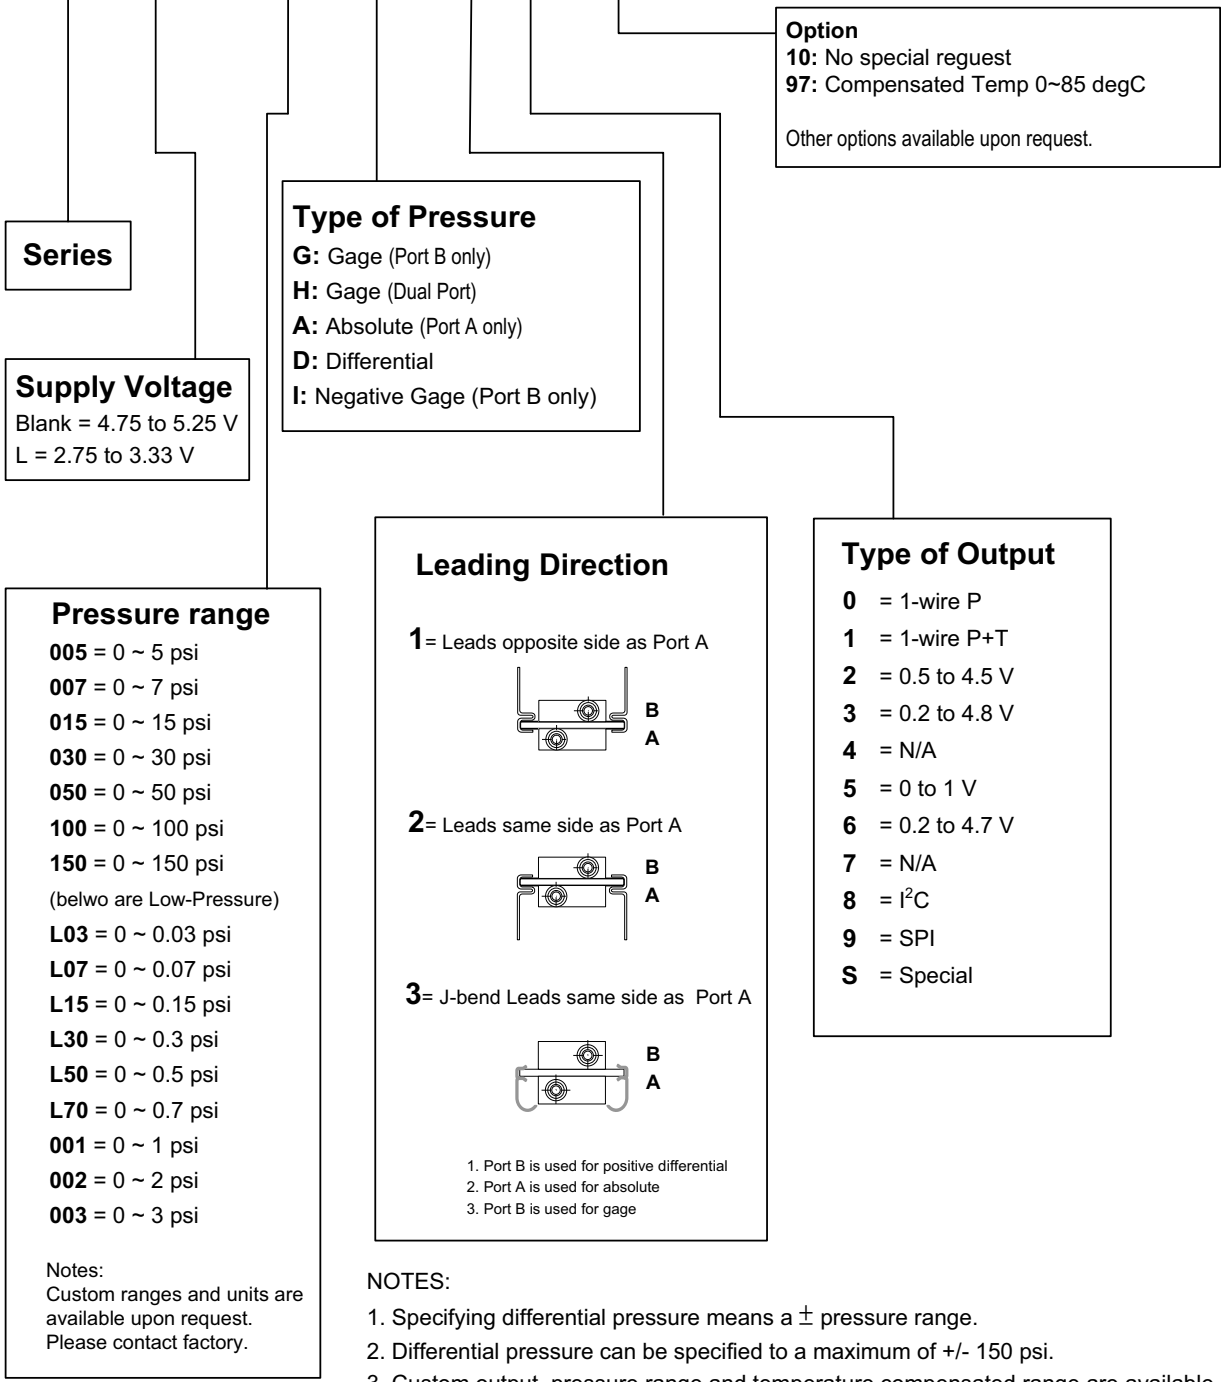 Option
10: No special reguest
97: Compensated Temp 0~85 degC
Other options available upon request.
Type of Pressure
G: Gage (Port B only)
H: Gage (Dual Port)
A: Absolute (Port A only)
D: Differential
I: Negative Gage (Port B only)
Series
Supply Voltage
Blank = 4.75 to 5.25 V
L = 2.75 to 3.33 V
Pressure range
005 = 0 ~ 5 psi
007 = 0 ~ 7 psi
015 = 0 ~ 15 psi
030 = 0 ~ 30 psi
050 = 0 ~ 50 psi
100 = 0 ~ 100 psi
150 = 0 ~ 150 psi
(belwo are Low-Pressure)
L03 = 0 ~ 0.03 psi
L07 = 0 ~ 0.07 psi
L15 = 0 ~ 0.15 psi
L30 = 0 ~ 0.3 psi
L50 = 0 ~ 0.5 psi
L70 = 0 ~ 0.7 psi
001 = 0 ~ 1 psi
002 = 0 ~ 2 psi
003 = 0 ~ 3 psi
Notes:
Custom ranges and units are
available upon request.
Please contact factory.
Leading Direction
1= Leads opposite side as Port A
B
A
2= Leads same side as Port A
B
A
3= J-bend Leads same side as Port A
B
A
1. Port B is used for positive differential
2. Port A is used for absolute
3. Port B is used for gage
Type of Output
0 = 1-wire P
1 = 1-wire P+T
2 = 0.5 to 4.5 V
3 = 0.2 to 4.8 V
4 = N/A
5 = 0 to 1 V
6 = 0.2 to 4.7 V
7 = N/A
8 = I²C
9 = SPI
S = Special
NOTES:
1. Specifying differential pressure means a ± pressure range.
2. Differential pressure can be specified to a maximum of +/- 150 psi.
3. Custom output, pressure range and temperature compensated range are available